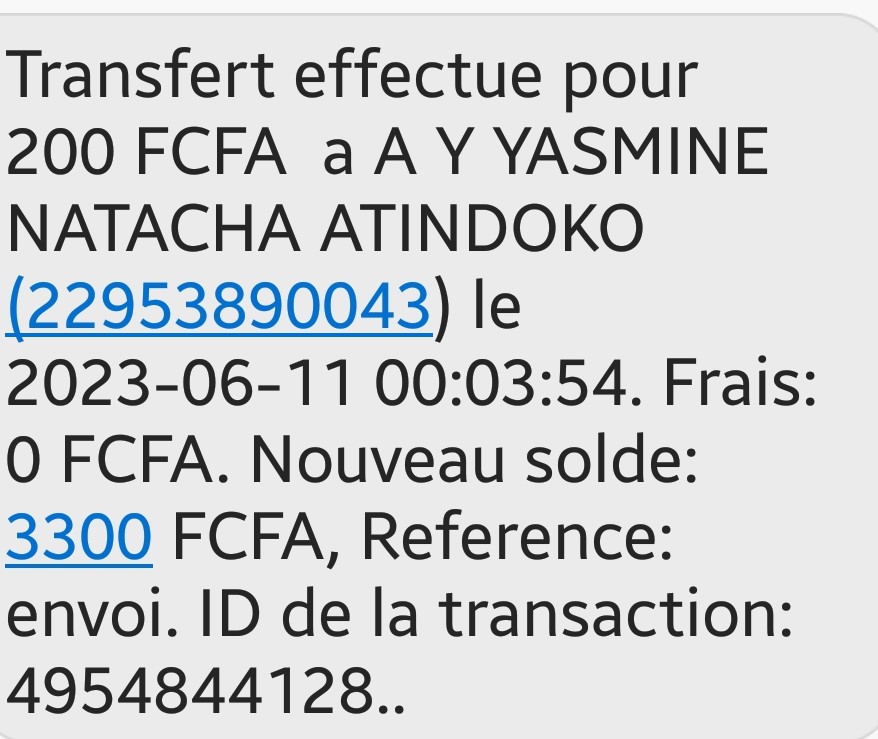 Transfert effectue pour
200 FCFA  a A Y YASMINE
NATACHA ATINDOKO
(22953890043) le
2023-06-11 00:03:54. Frais:
0 FCFA. Nouveau solde:
3300 FCFA, Reference:
envoi. ID de la transaction:
4954844128..